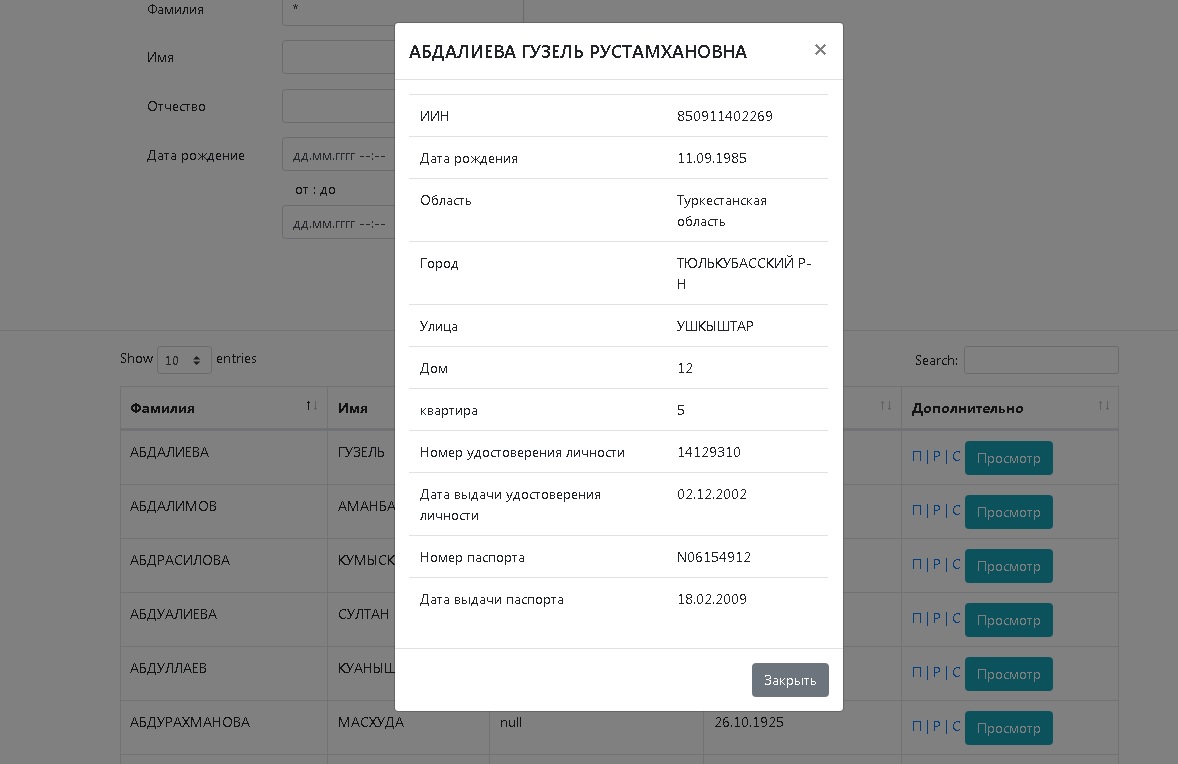 Фамилия
*
Имя
Отчество
Дата рождение
дд.мм.гггг --:--
от : до
дд.мм.гггг --:--
АБДАЛИЕВА ГУЗЕЛЬ РУСТАМХАНОВНА ×
ИИН 850911402269
Дата рождения 11.09.1985
Область Туркестанская
область
Город ТЮЛЬКУБАССКИЙ Р-
Н
Улица УШКЫШТАР
Дом 12
квартира 5
Номер удостоверения личности 14129310
Дата выдачи удостоверения 02.12.2002
личности
Номер паспорта N06154912
Дата выдачи паспорта 18.02.2009
Закрыть
Show 10 entries
Search:
Фамилия Имя Дополнительно
АБДАЛИЕВА ГУЗЕЛЬ П | Р | С Просмотр
АБДАЛИМОВ АМАНБА П | Р | С Просмотр
АБДРАСИЛОВА КУМЫСК П | Р | С Просмотр
АБДУАЛИЕВА СУЛТАН П | Р | С Просмотр
АБДУЛЛАЕВ КУАНЫШ П | Р | С Просмотр
АБДУРАХМАНОВА МАСХУДА null 26.10.1925 П | Р | С Просмотр